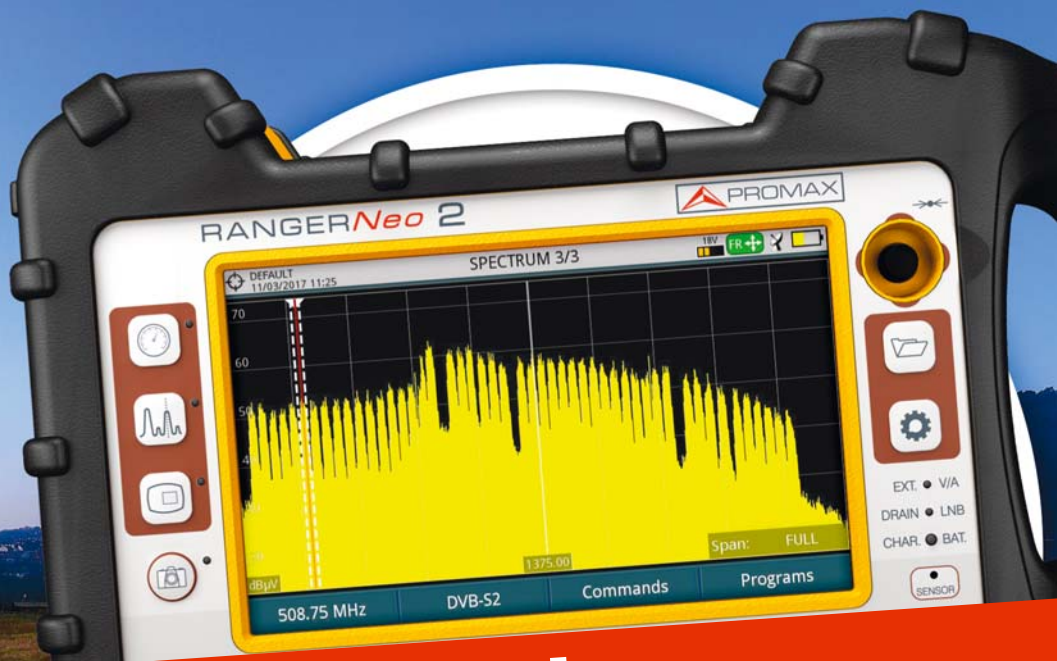 RANGERNeo 2
PROMAX
DEFAULT
11/03/2017 11:25
SPECTRUM 3/3
18V
FR
70
60
dBµV
1375.00
Span: FULL
508.75 MHz
DVB-S2
Commands
Programs
EXT. V/A
DRAIN LNB
CHAR. BAT.
SENSOR